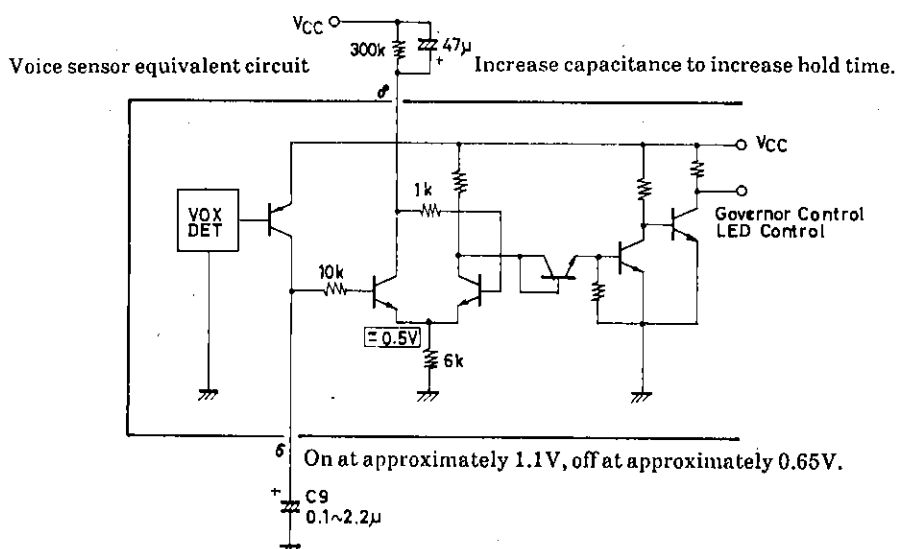 VCC
300k
47μ
+
Voice sensor equivalent circuit
Increase capacitance to increase hold time.
8
VCC
1k
VOX
DET
Governor Control
LED Control
10k
≒0.5V
6k
6
On at approximately 1.1V, off at approximately 0.65V.
+
C9
0.1~2.2μ